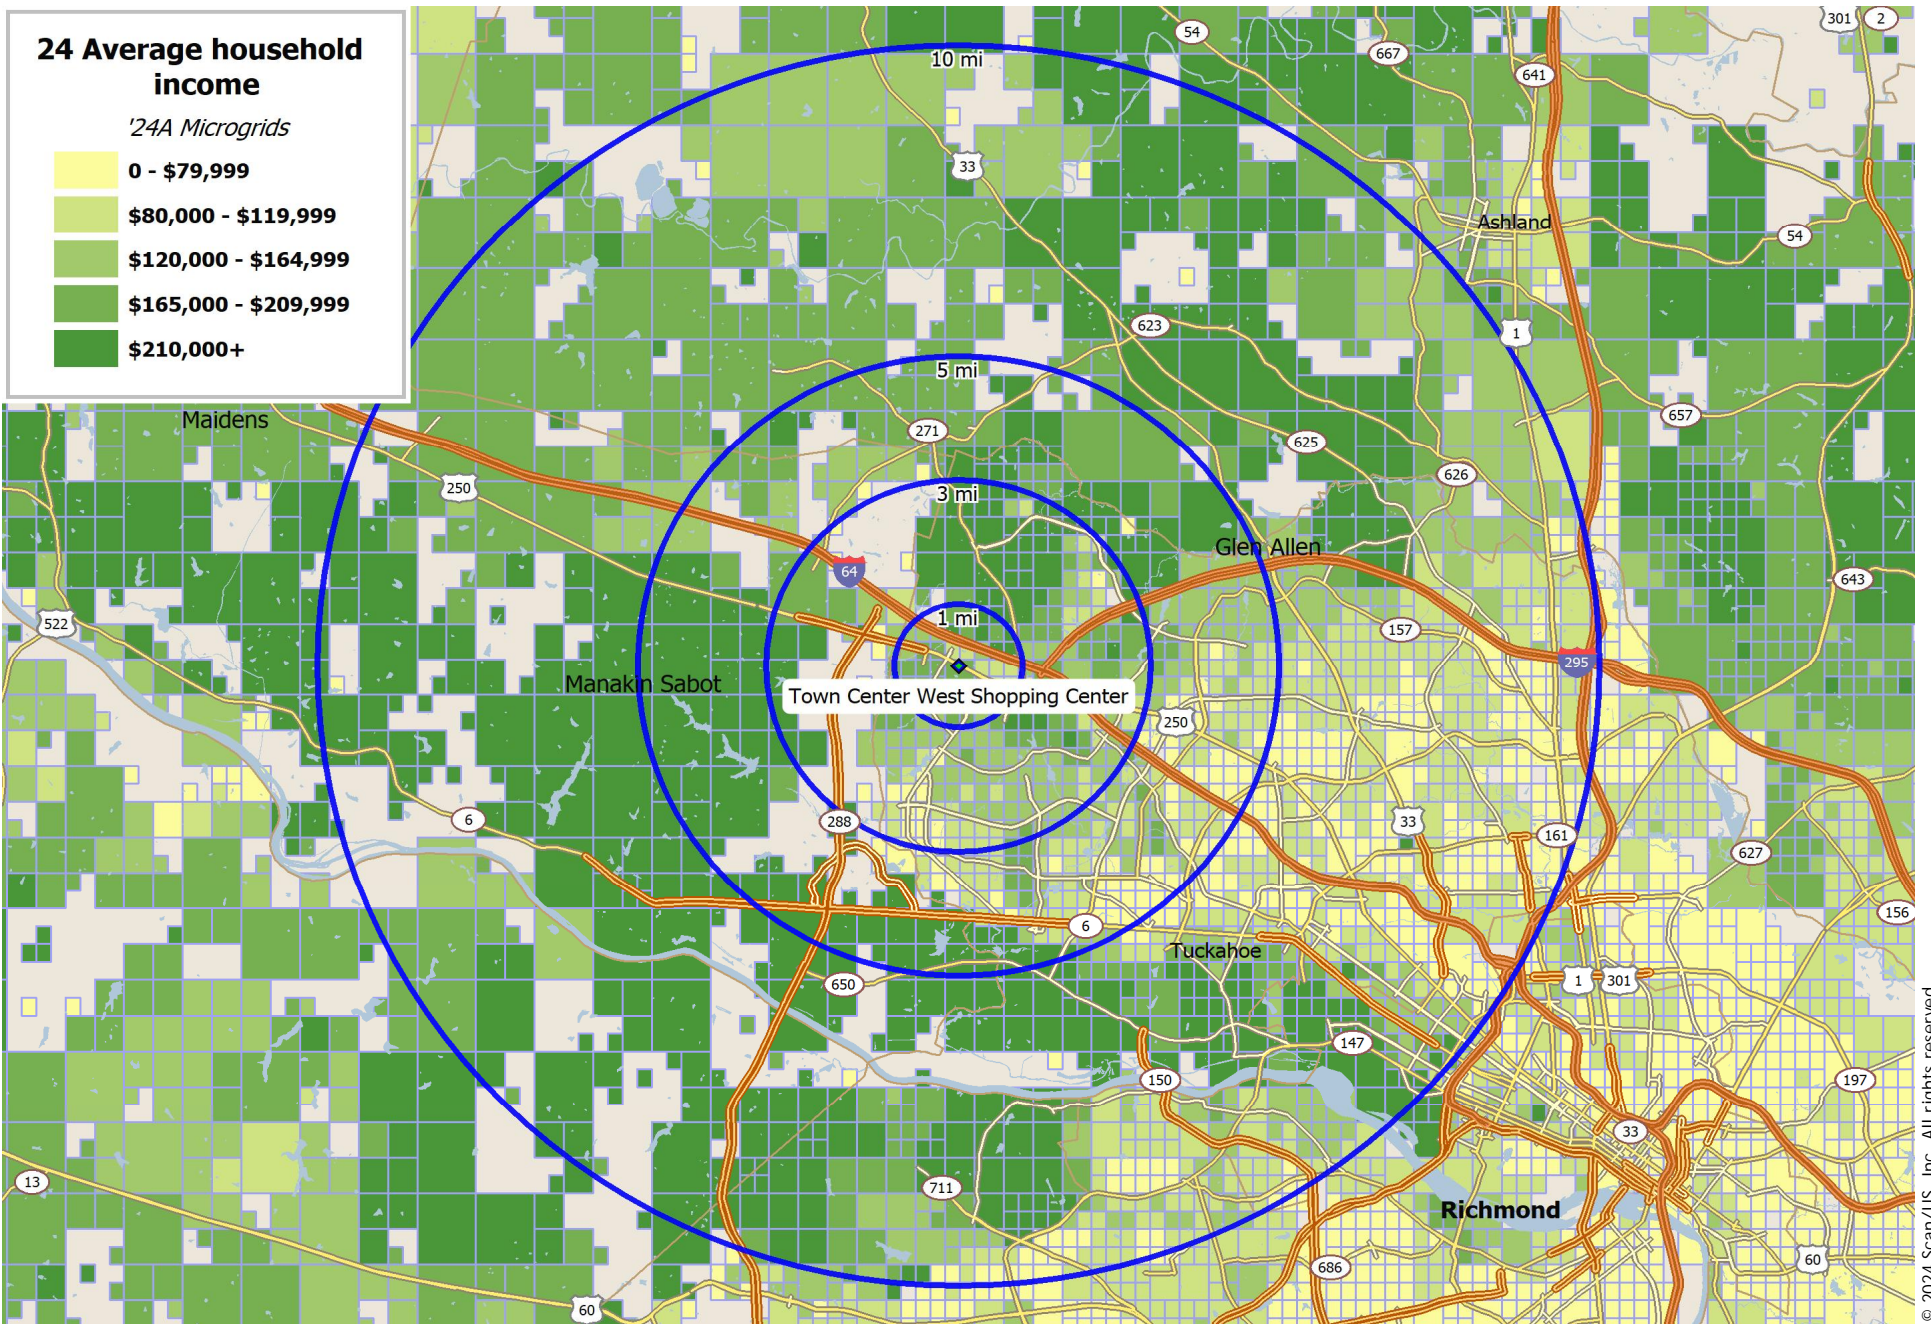 24 Average household
income
'24A Microgrids
0 - $79,999
$80,000 - $119,999
$120,000 - $164,999
$165,000 - $209,999
$210,000+
301
2
54
667
641
10 mi
33
Ashland
54
623
1
5 mi
Maidens
271
657
625
626
250
3 mi
Glen Allen
64
643
522
1 mi
157
295
Manakin Sabot
Town Center West Shopping Center
250
6
288
33
161
627
156
6
Tuckahoe
650
1
301
147
150
197
33
13
711
Richmond
60
686
60
© 2024 Scan/US, Inc. All rights reserved